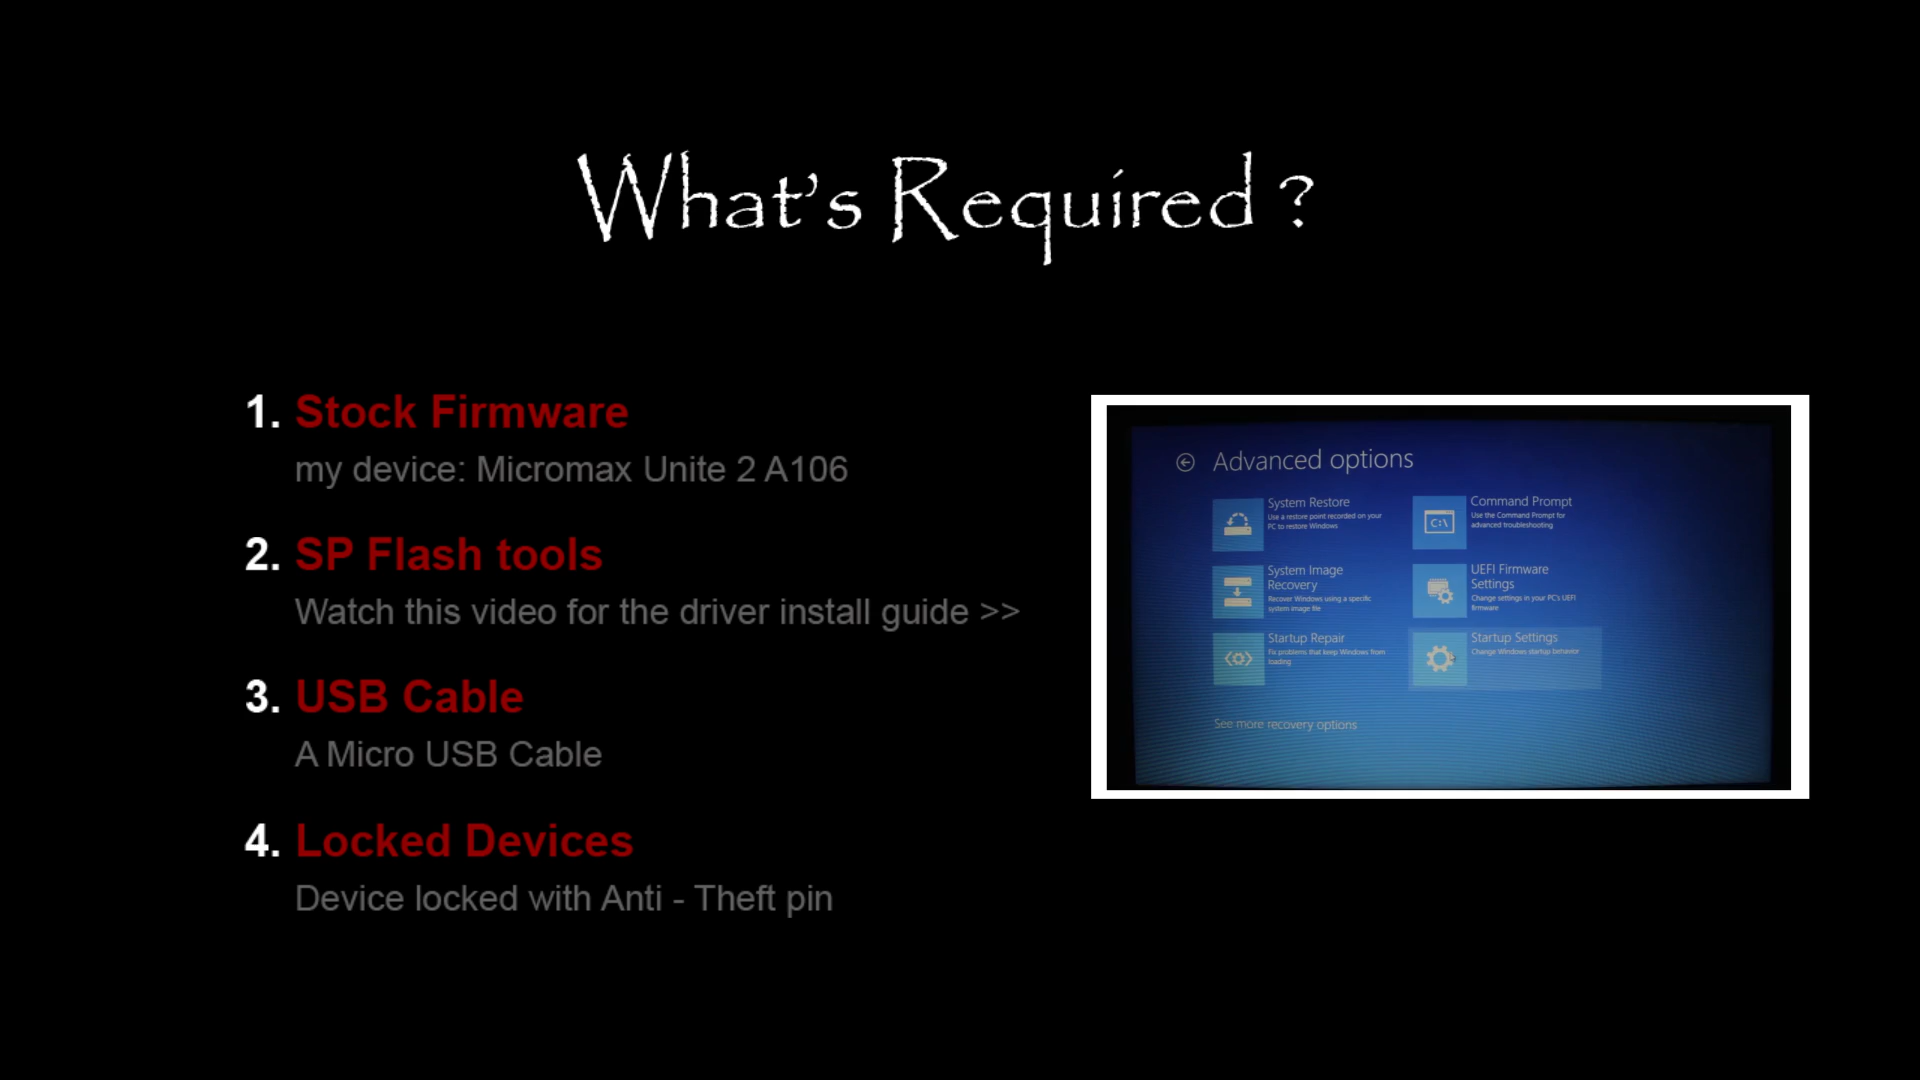 What's Required ?
1. Stock Firmware
my device: Micromax Unite 2 A106
2. SP Flash tools
Watch this video for the driver install guide >>
3. USB Cable
A Micro USB Cable
4. Locked Devices
Device locked with Anti - Theft pin
Advanced options
System Restore
Use a restore point recorded on your
PC to restore Windows
Command Prompt
Use the Command Prompt for
advanced troubleshooting
System Image
Recovery
Recover Windows using a specific
system image file
UEFI Firmware
Settings
Change settings in your PC's UEFI
firmware
Startup Repair
Fix problems that keep Windows from
loading
Startup Settings
Change Windows startup behavior
See more recovery options
C:\